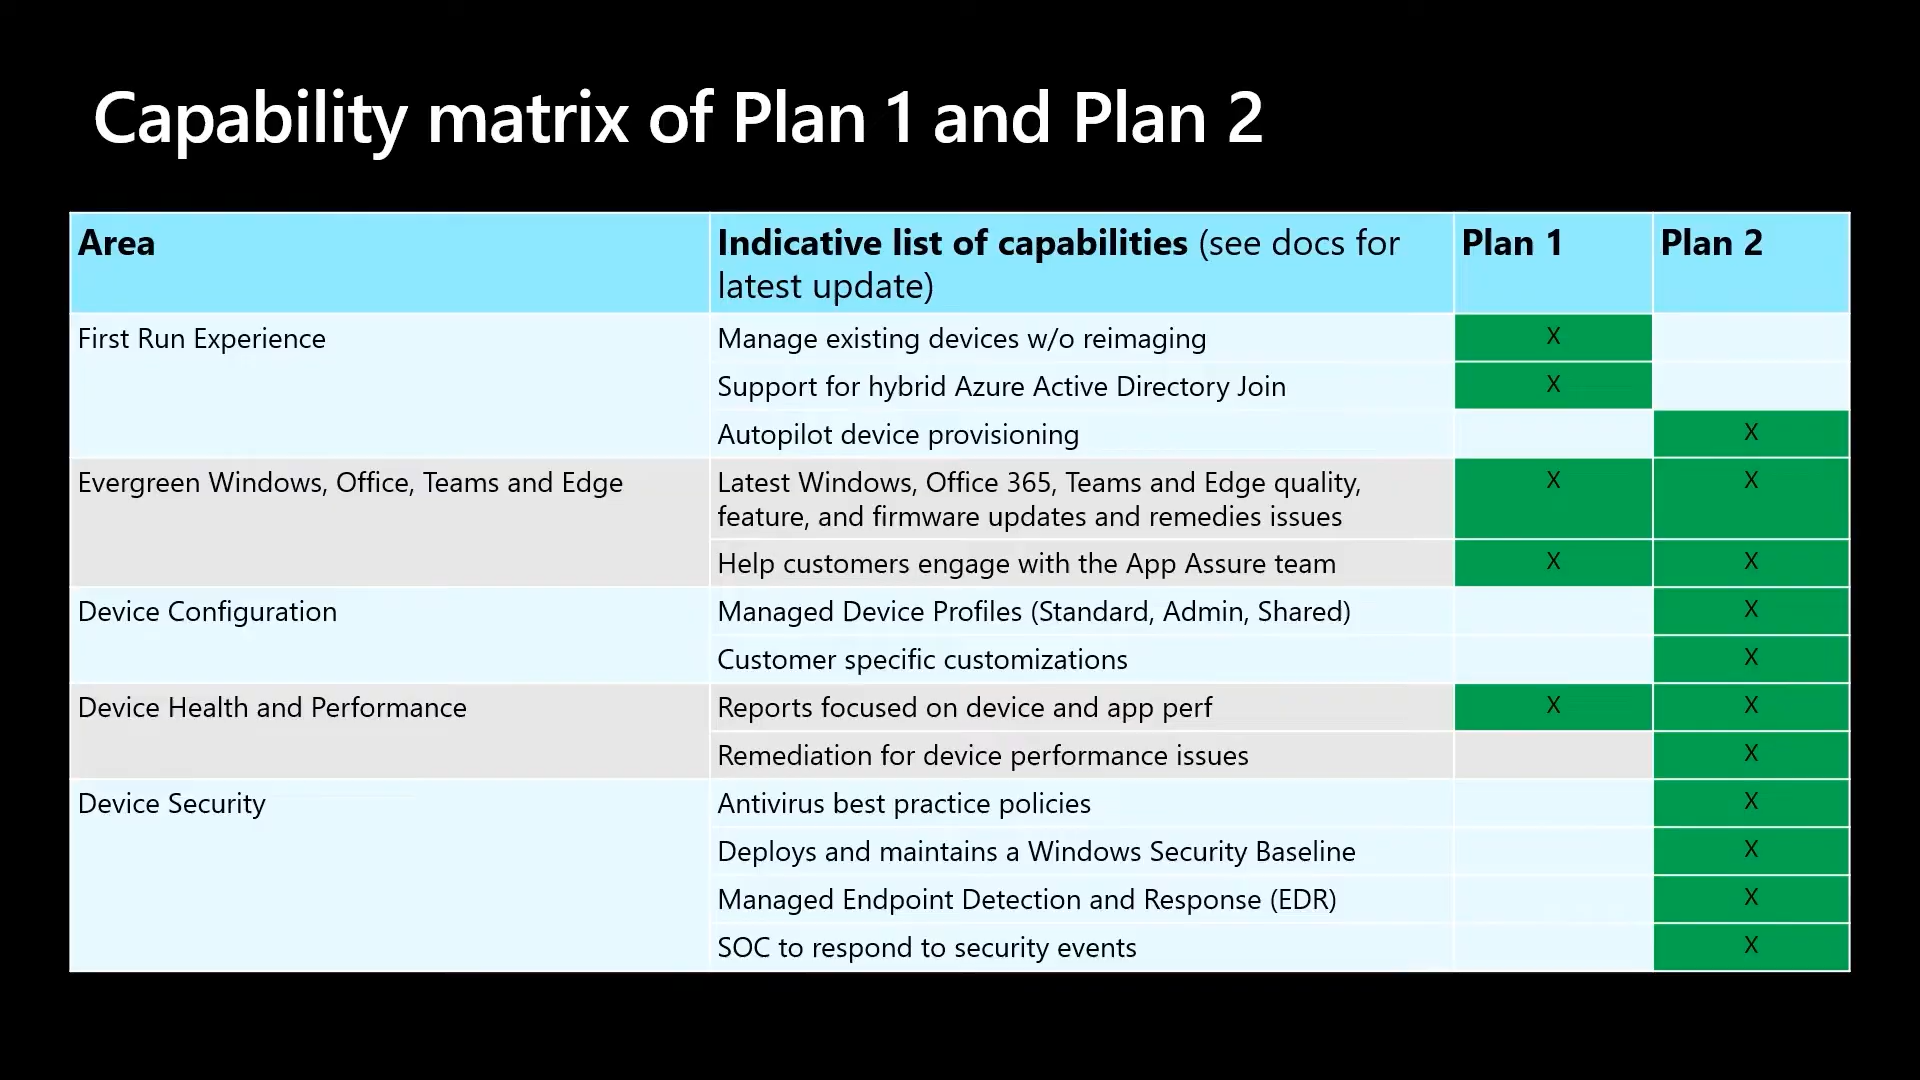 Capability matrix of Plan 1 and Plan 2
Area
Indicative list of capabilities (see docs for
latest update)
Plan 1
Plan 2
First Run Experience
Manage existing devices w/o reimaging
X
Support for hybrid Azure Active Directory Join
X
Autopilot device provisioning
X
Evergreen Windows, Office, Teams and Edge
Latest Windows, Office 365, Teams and Edge quality,
feature, and firmware updates and remedies issues
X
X
Help customers engage with the App Assure team
X
X
Device Configuration
Managed Device Profiles (Standard, Admin, Shared)
X
Customer specific customizations
X
Device Health and Performance
Reports focused on device and app perf
X
X
Remediation for device performance issues
X
Device Security
Antivirus best practice policies
X
Deploys and maintains a Windows Security Baseline
X
Managed Endpoint Detection and Response (EDR)
X
SOC to respond to security events
X